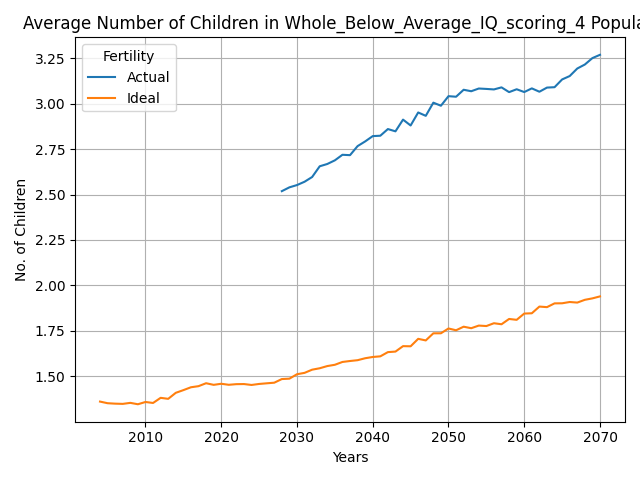 Average Number of Children in Whole_Below_Average_IQ_scoring_4 Popula
Fertility
Actual
Ideal
No. of Children
3.25
3.00
2.75
2.50
2.25
2.00
1.75
1.50
2010 2020 2030 2040 2050 2060 2070
Years